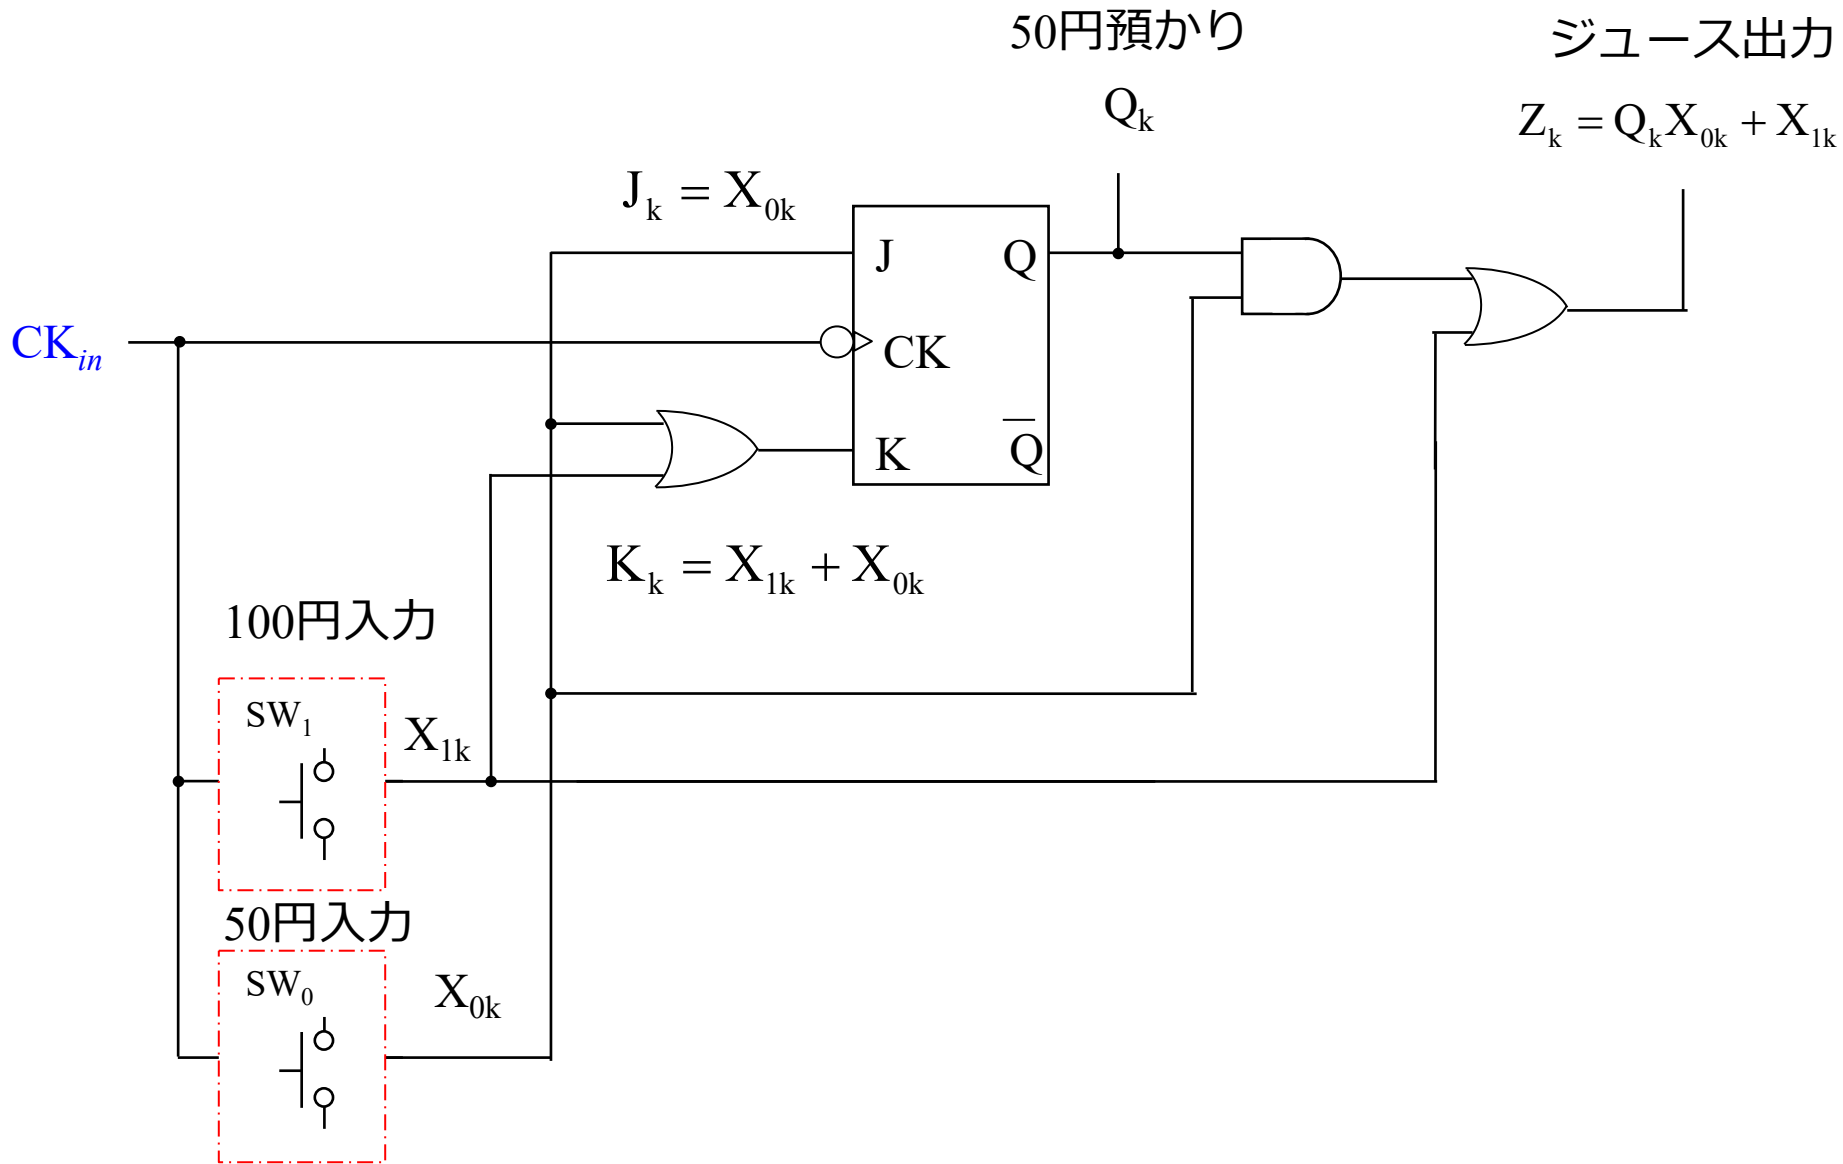 50円預かり
ジュース出力
Qₖ
Zₖ = QₖX₀ₖ + X₁ₖ
Jₖ = X₀ₖ
J
Q
CKᵢₙ
CK
K
Q̅
Kₖ = X₁ₖ + X₀ₖ
100円入力
SW₁
X₁ₖ
50円入力
SW₀
X₀ₖ